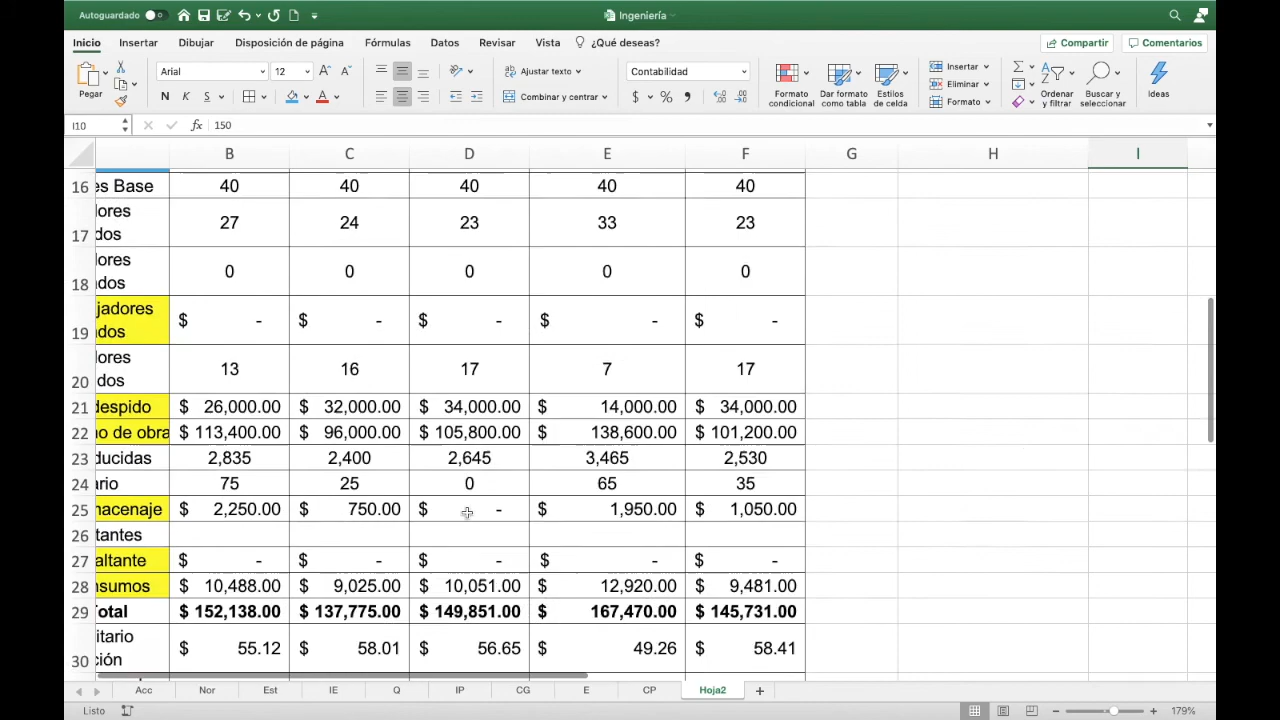 Autoguardado
Ingeniería
Inicio Insertar Dibujar Disposición de página Fórmulas Datos Revisar Vista ¿Qué deseas? Compartir Comentarios
Pegar
Arial 12
N K S
Ajustar texto
Combinar y centrar
Contabilidad
$ % ,
Formato condicional
Dar formato como tabla
Estilos de celda
Insertar
Eliminar
Formato
Ordenar y filtrar
Buscar y seleccionar
Ideas
I10 fx 150
B C D E F G H I
16 es Base 40 40 40 40 40
17 lores dos 27 24 23 33 23
18 lores dos 0 0 0 0 0
19 jadores dos $ - $ - $ - $ - $ -
20 lores dos 13 16 17 7 17
21 despido $ 26,000.00 $ 32,000.00 $ 34,000.00 $ 14,000.00 $ 34,000.00
22 no de obra $ 113,400.00 $ 96,000.00 $ 105,800.00 $ 138,600.00 $ 101,200.00
23 ducidas 2,835 2,400 2,645 3,465 2,530
24 rio 75 25 0 65 35
25 nacenaje $ 2,250.00 $ 750.00 $ - $ 1,950.00 $ 1,050.00
26 tantes
27 altante $ - $ - $ - $ - $ -
28 nsumos $ 10,488.00 $ 9,025.00 $ 10,051.00 $ 12,920.00 $ 9,481.00
29 Total $ 152,138.00 $ 137,775.00 $ 149,851.00 $ 167,470.00 $ 145,731.00
30 itario ción $ 55.12 $ 58.01 $ 56.65 $ 49.26 $ 58.41
Acc Nor Est IE Q IP CG E CP Hoja2
Listo 179%